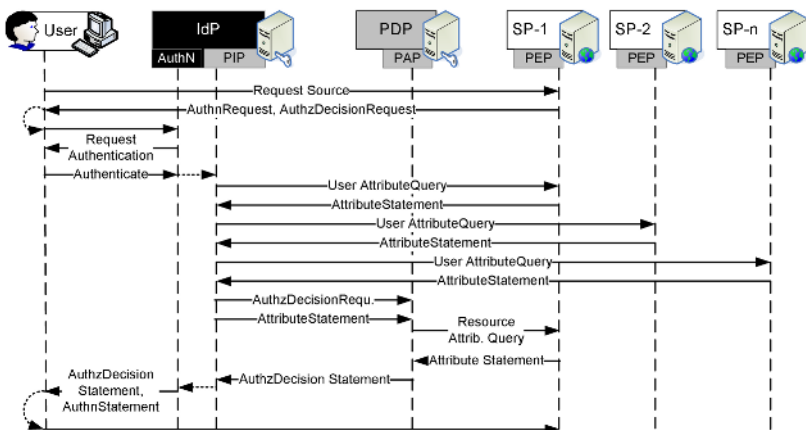 User
IdP
AuthN
PIP
PDP
PAP
SP-1
PEP
SP-2
PEP
SP-n
PEP
Request Source
AuthnRequest, AuthzDecisionRequest
Request
Authentication
Authenticate
User AttributeQuery
AttributeStatement
User AttributeQuery
AttributeStatement
User AttributeQuery
AttributeStatement
AuthzDecisionRequ.
AttributeStatement
Resource
Attrib. Query
Attribute Statement
AuthzDecision Statement
AuthzDecision
Statement,
AuthnStatement